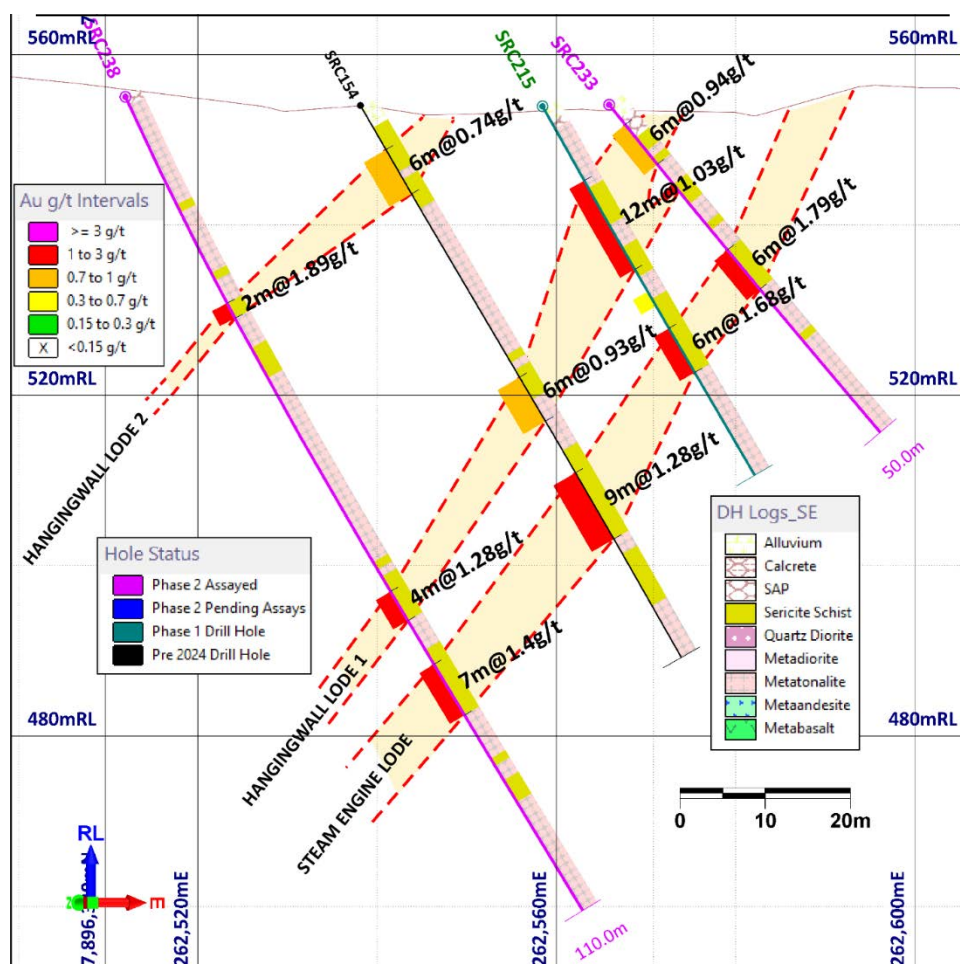 560mRL
560mRL
SRC238
SRC154
SRC215
SRC233
6m@0.74g/t
6m@0.94g/t
12m@1.03g/t
6m@1.79g/t
2m@1.89g/t
6m@1.68g/t
6m@0.93g/t
9m@1.28g/t
4m@1.28g/t
7m@1.4g/t
Au g/t Intervals
>= 3 g/t
1 to 3 g/t
0.7 to 1 g/t
0.3 to 0.7 g/t
0.15 to 0.3 g/t
X <0.15 g/t
520mRL
520mRL
HANGINGWALL LODE 2
50.0m
Hole Status
Phase 2 Assayed
Phase 2 Pending Assays
Phase 1 Drill Hole
Pre 2024 Drill Hole
DH Logs_SE
Alluvium
Calcrete
SAP
Sericite Schist
Quartz Diorite
Metadiorite
Metatonalite
Metaandesite
Metabasalt
HANGINGWALL LODE 1
STEAM ENGINE LODE
480mRL
480mRL
0 10 20m
RL
E
262,520mE
262,560mE
262,600mE
110.0m